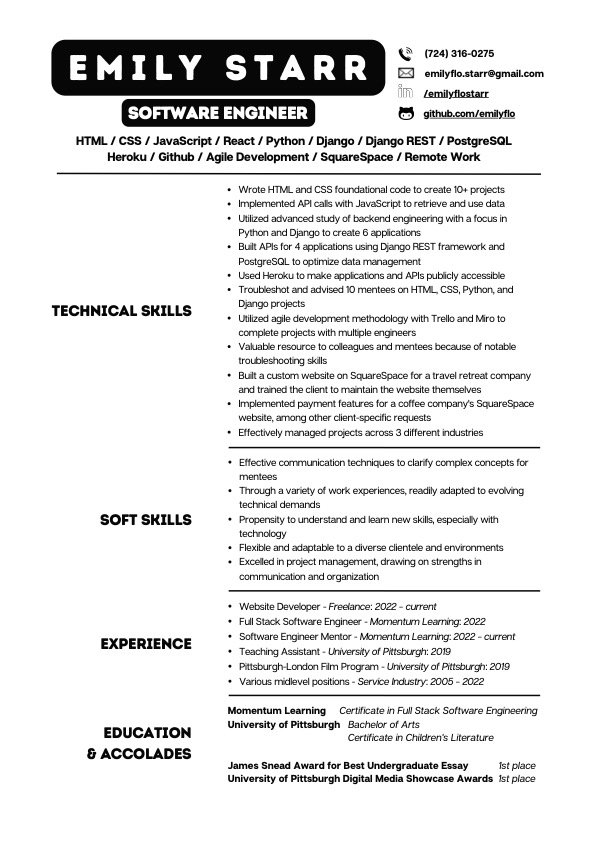 EMILY STARR
SOFTWARE ENGINEER
(724) 316-0275
emilyflo.starr@gmail.com
in /emilyflostarr
github.com/emilyflo
HTML / CSS / JavaScript / React / Python / Django / Django REST / PostgreSQL
Heroku / Github / Agile Development / SquareSpace / Remote Work
TECHNICAL SKILLS
• Wrote HTML and CSS foundational code to create 10+ projects
• Implemented API calls with JavaScript to retrieve and use data
• Utilized advanced study of backend engineering with a focus in
Python and Django to create 6 applications
• Built APIs for 4 applications using Django REST framework and
PostgreSQL to optimize data management
• Used Heroku to make applications and APIs publicly accessible
• Troubleshot and advised 10 mentees on HTML, CSS, Python, and
Django projects
• Utilized agile development methodology with Trello and Miro to
complete projects with multiple engineers
• Valuable resource to colleagues and mentees because of notable
troubleshooting skills
• Built a custom website on SquareSpace for a travel retreat company
and trained the client to maintain the website themselves
• Implemented payment features for a coffee company's SquareSpace
website, among other client-specific requests
• Effectively managed projects across 3 different industries
SOFT SKILLS
• Effective communication techniques to clarify complex concepts for
mentees
• Through a variety of work experiences, readily adapted to evolving
technical demands
• Propensity to understand and learn new skills, especially with
technology
• Flexible and adaptable to a diverse clientele and environments
• Excelled in project management, drawing on strengths in
communication and organization
EXPERIENCE
• Website Developer - Freelance: 2022 - current
• Full Stack Software Engineer - Momentum Learning: 2022
• Software Engineer Mentor - Momentum Learning: 2022 - current
• Teaching Assistant - University of Pittsburgh: 2019
• Pittsburgh-London Film Program - University of Pittsburgh: 2019
• Various midlevel positions - Service Industry: 2005 - 2022
EDUCATION
& ACCOLADES
Momentum Learning Certificate in Full Stack Software Engineering
University of Pittsburgh Bachelor of Arts
Certificate in Children's Literature
James Snead Award for Best Undergraduate Essay 1st place
University of Pittsburgh Digital Media Showcase Awards 1st place